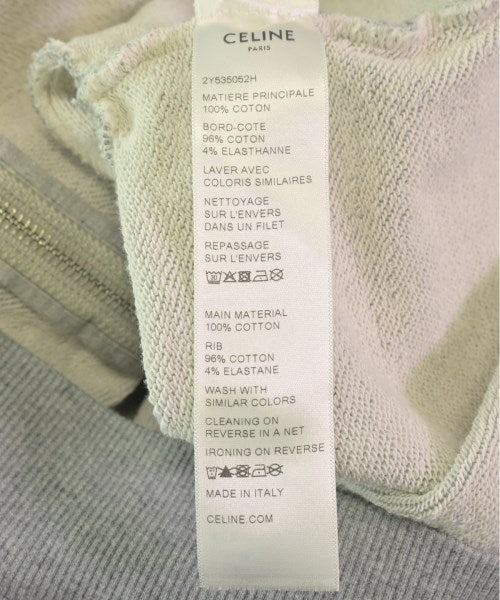 CELINE
PARIS
2Y535052H
MATIERE PRINCIPALE
100% COTON
BORD-COTE
96% COTON
4% ELASTHANNE
LAVER AVEC
COLORIS SIMILAIRES
NETTOYAGE
SUR L'ENVERS
DANS UN FILET
REPASSAGE
SUR L'ENVERS
30
MAIN MATERIAL
100% COTTON
RIB
96% COTTON
4% ELASTANE
WASH WITH
SIMILAR COLORS
CLEANING ON
REVERSE IN A NET
IRONING ON REVERSE
MADE IN ITALY
CELINE.COM